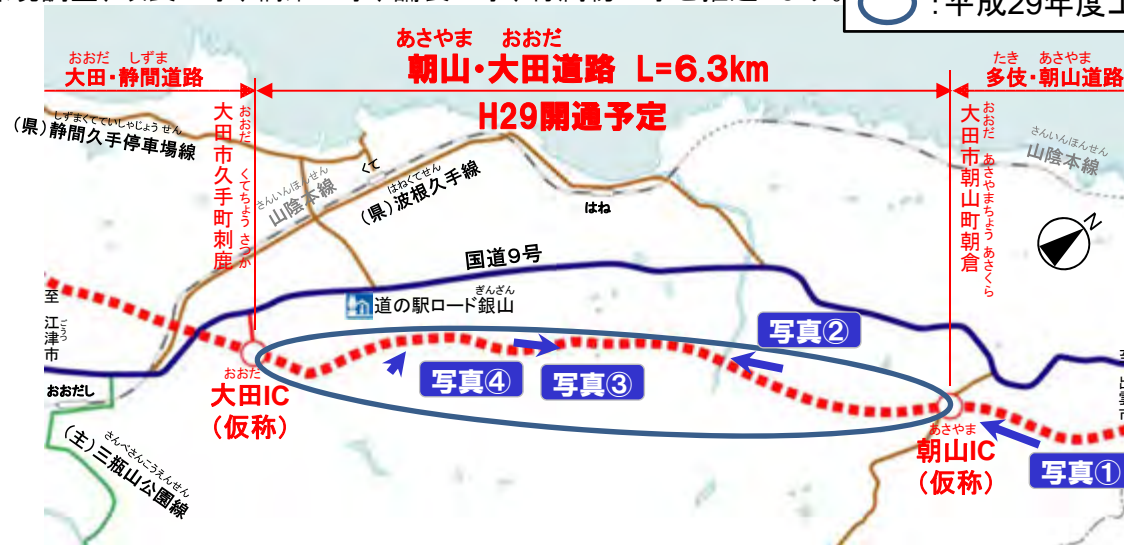 :平成29年度工
あさやま おおだ
朝山・大田道路 L=6.3km
H29開通予定
おおだ しずま
大田・静間道路
たき あさやま
多伎・朝山道路
しずまくてていしゃじょうせん
(県)静間久手停車場線
おおだ くてちょう さつか
大田市久手町刺鹿
さんいんほんせん
山陰本線
くて
はねくてせん
(県)波根久手線
はね
おおだ あさやまちょう あさくら
大田市朝山町朝倉
さんいんほんせん
山陰本線
N
国道9号
ぎんざん
道の駅ロード銀山
至
ごうつ
江津市
写真②
写真④
写真③
おおだし
おおだ
大田IC
(仮称)
さんべさんこうえんせん
(主)三瓶山公園線
あさやま
朝山IC
(仮称)
写真①